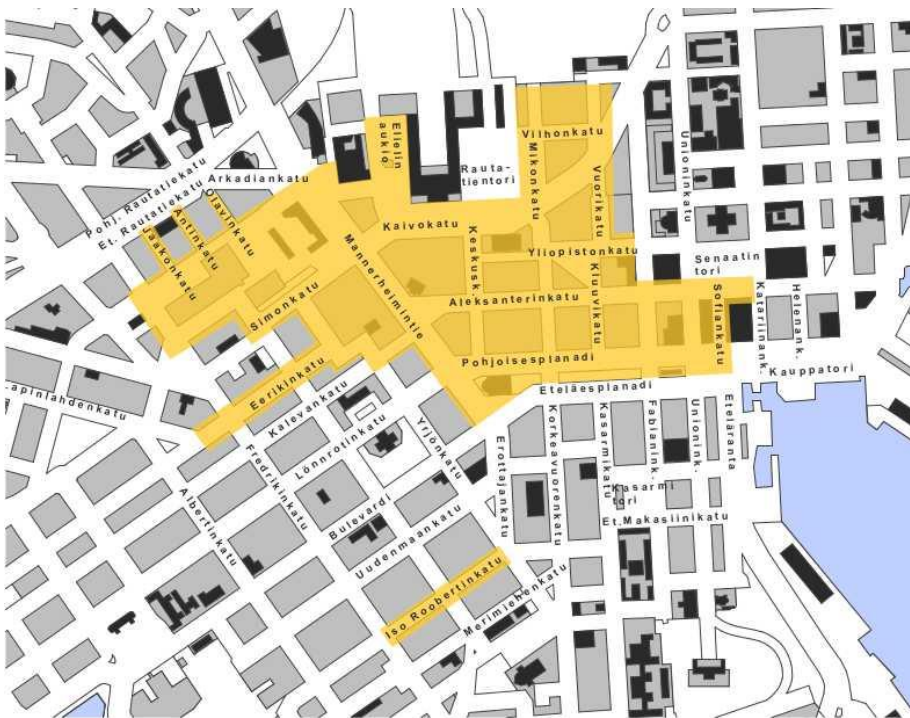 Elielin
aukio
Vilhonkatu
Mikonkatu
Vuorikatu
Unioninkatu
Rauta-
tientori
Pohj. Rautatiekatu
Et. Rautatiekatu
Arkadiankatu
Olavinkatu
Antinkatu
Jaakonkatu
Kaivokatu
Keskusk.
Yliopistonkatu
Mannerheimintie
Senaatin
tori
Simonkatu
Aleksanterinkatu
Kluuvikatu
Sofiankatu
Katariinank.
Helenank.
Pohjoisesplanadi
Kauppatori
Eteläesplanadi
Lapinlahdenkatu
Eerikinkatu
Kalevankatu
Lönnrotinkatu
Yrjönkatu
Erottajankatu
Korkeavuorenkatu
Kasarmikatu
Fabianink.
Unionink.
Eteläranta
Fredrikinkatu
Albertinkatu
Bulevardi
Uudenmaankatu
Kasarmi
tori
Et.Makasiinikatu
Iso Roobertinkatu
Merimiehenkatu